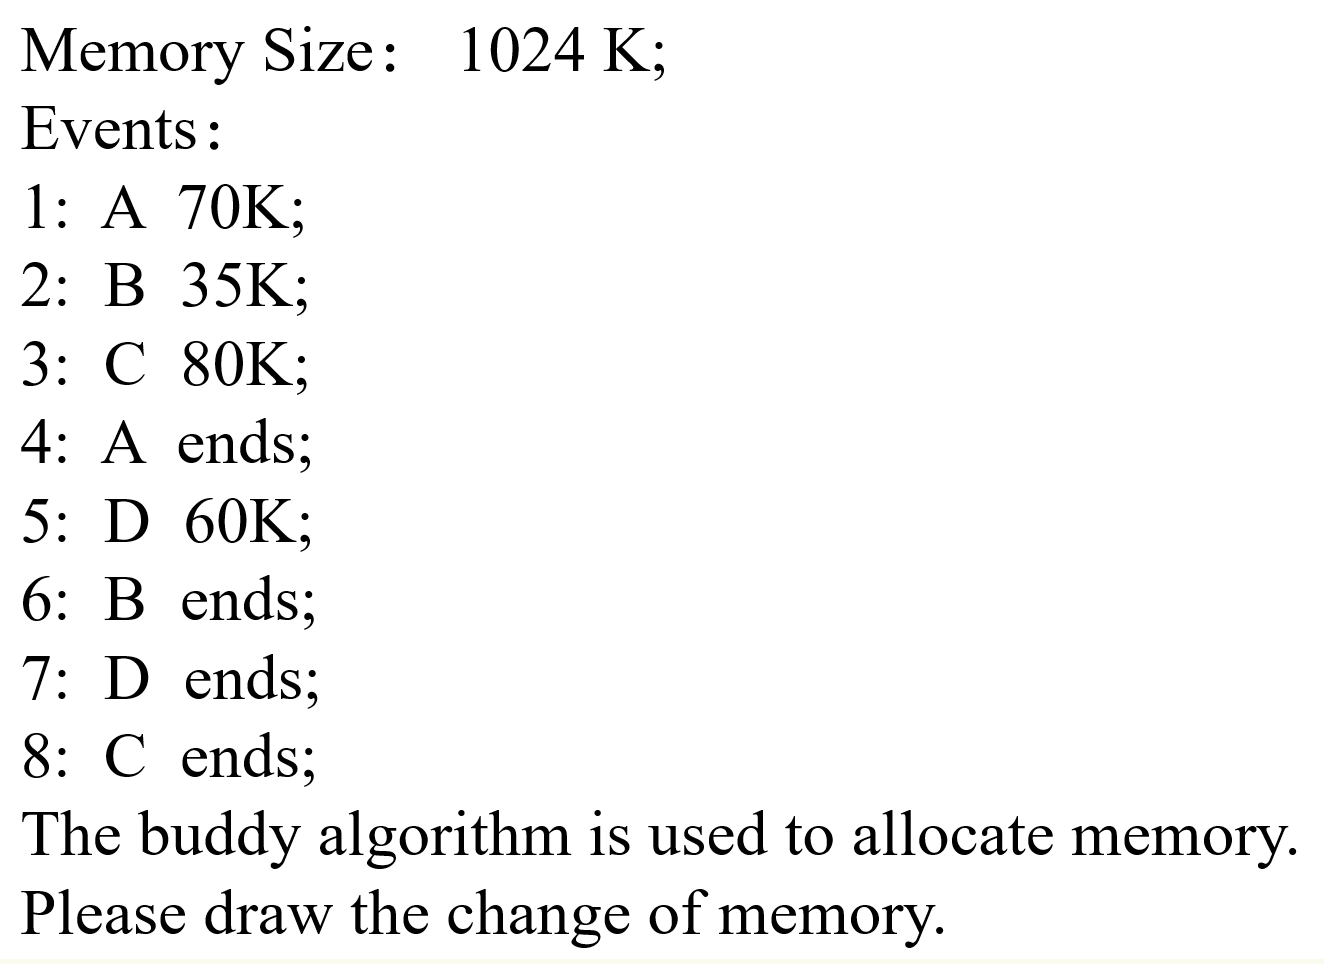 Memory Size： 1024 K;
Events：
1: A 70K;
2: B 35K;
3: C 80K;
4: A ends;
5: D 60K;
6: B ends;
7: D ends;
8: C ends;
The buddy algorithm is used to allocate memory.
Please draw the change of memory.